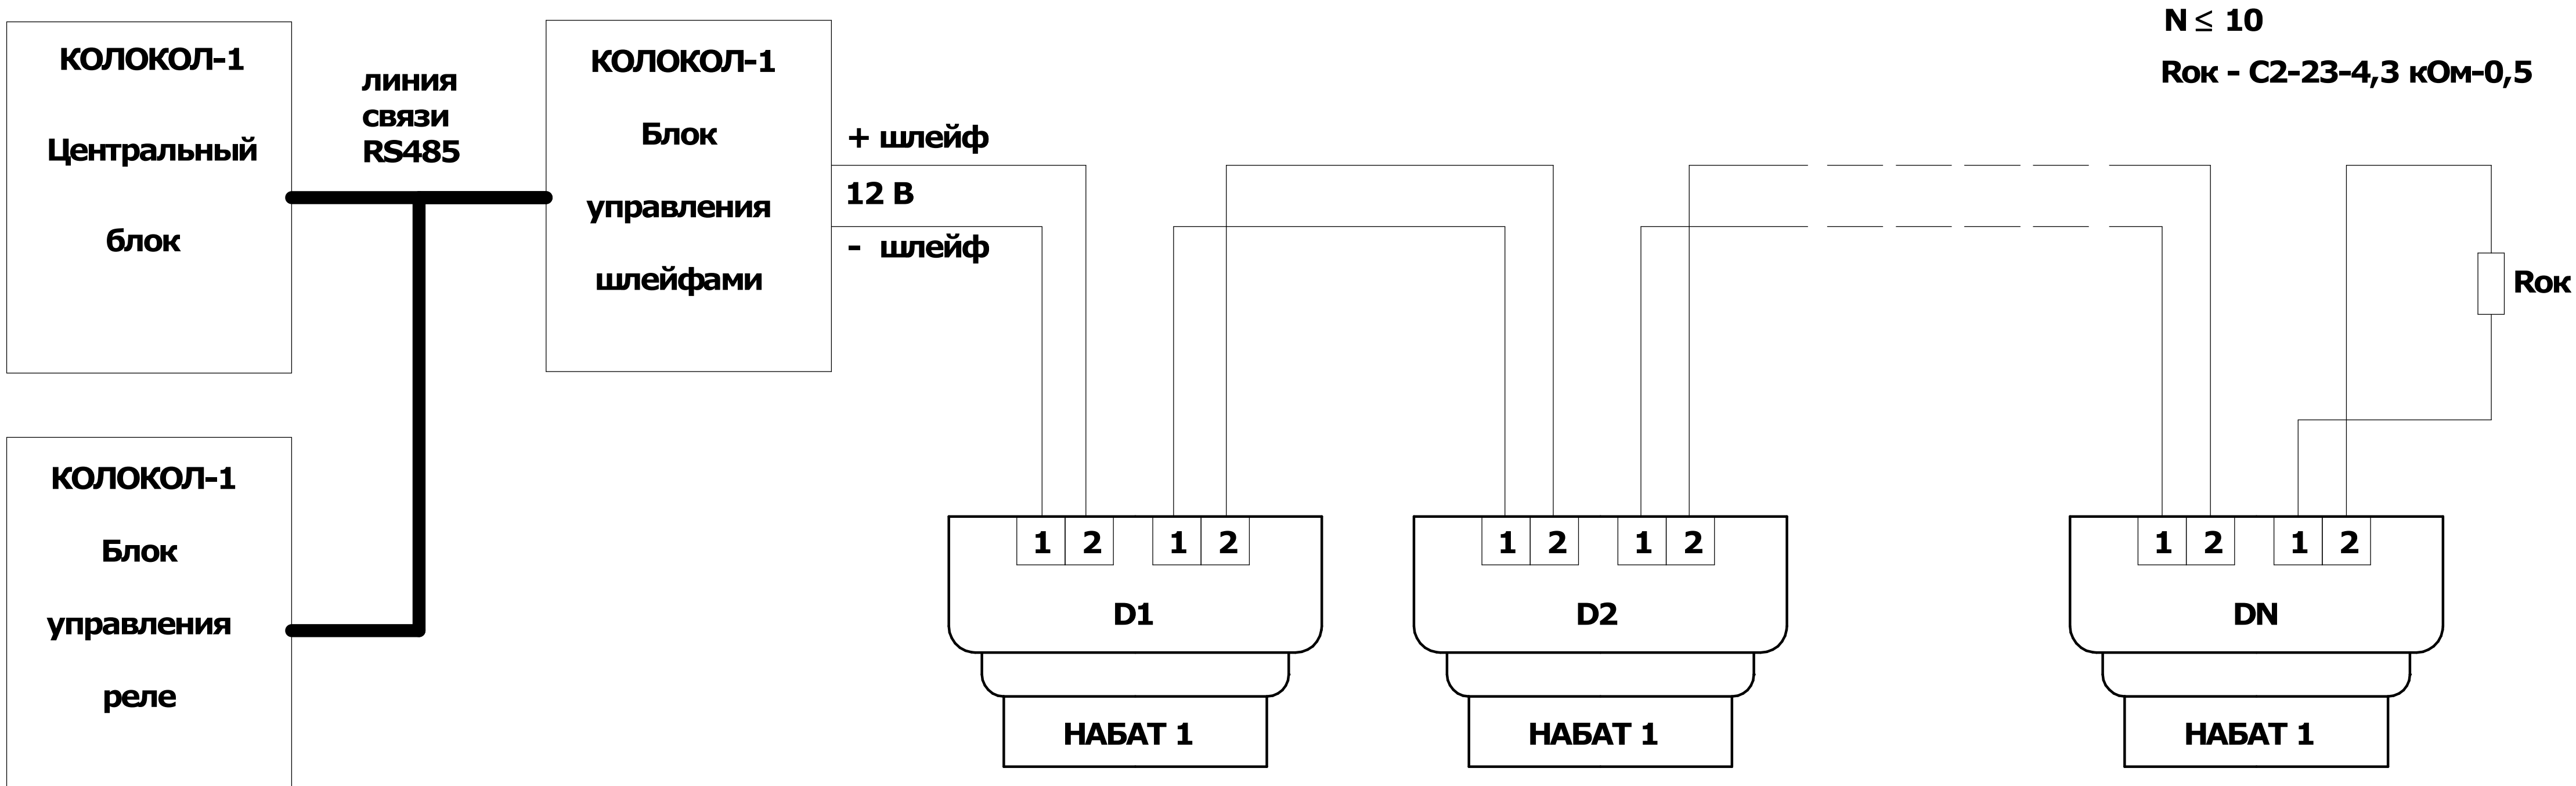 КОЛОКОЛ-1
Центральный
блок
линия
связи
RS485
КОЛОКОЛ-1
Блок
управления
шлейфами
+ шлейф
12 В
- шлейф
N ≤ 10
Rок - С2-23-4,3 кОм-0,5
Rок
КОЛОКОЛ-1
Блок
управления
реле
1 2 1 2
D1
НАБАТ 1
1 2 1 2
D2
НАБАТ 1
1 2 1 2
DN
НАБАТ 1